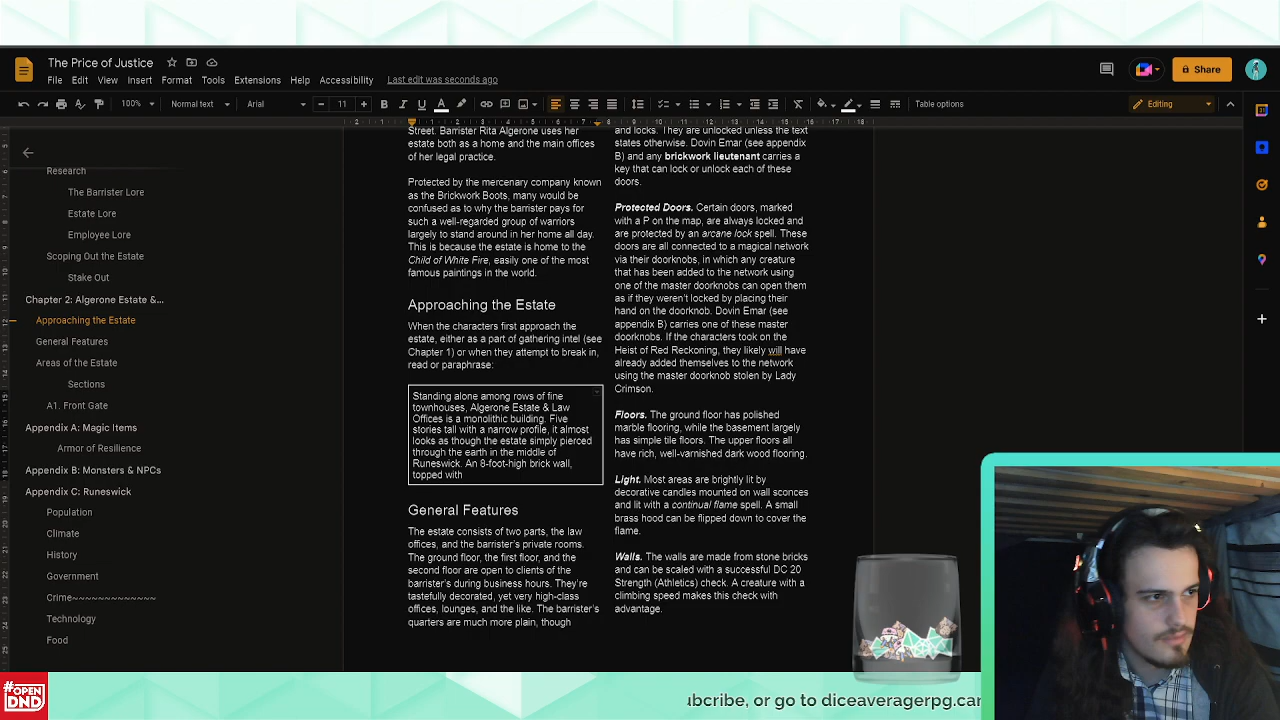 The Price of Justice
File Edit View Insert Format Tools Extensions Help Accessibility
Last edit was seconds ago
Share
100%
Normal text
Arial
11
Table options
Editing
Research
The Barrister Lore
Estate Lore
Employee Lore
Scoping Out the Estate
Stake Out
Chapter 2: Algerone Estate &...
Approaching the Estate
General Features
Areas of the Estate
Sections
A1. Front Gate
Appendix A: Magic Items
Armor of Resilience
Appendix B: Monsters & NPCs
Appendix C: Runeswick
Population
Climate
History
Government
Crime~~~~~~~~~~~~~
Technology
Food
Street. Barrister Rita Algerone uses her
estate both as a home and the main offices
of her legal practice.
Protected by the mercenary company known
as the Brickwork Boots, many would be
confused as to why the barrister pays for
such a well-regarded group of warriors
largely to stand around in her home all day.
This is because the estate is home to the
Child of White Fire, easily one of the most
famous paintings in the world.
Approaching the Estate
When the characters first approach the
estate, either as a part of gathering intel (see
Chapter 1) or when they attempt to break in,
read or paraphrase:
Standing alone among rows of fine
townhouses, Algerone Estate & Law
Offices is a monolithic building. Five
stories tall with a narrow profile, it almost
looks as though the estate simply pierced
through the earth in the middle of
Runeswick. An 8-foot-high brick wall,
topped with
General Features
The estate consists of two parts, the law
offices, and the barrister's private rooms.
The ground floor, the first floor, and the
second floor are open to clients of the
barrister's during business hours. They're
tastefully decorated, yet very high-class
offices, lounges, and the like. The barrister's
quarters are much more plain, though
and locks. They are unlocked unless the text
states otherwise. Dovin Emar (see appendix
B) and any brickwork lieutenant carries a
key that can lock or unlock each of these
doors.
Protected Doors. Certain doors, marked
with a P on the map, are always locked and
are protected by an arcane lock spell. These
doors are all connected to a magical network
via their doorknobs, in which any creature
that has been added to the network using
one of the master doorknobs can open them
as if they weren't locked by placing their
hand on the doorknob. Dovin Emar (see
appendix B) carries one of these master
doorknobs. If the characters took on the
Heist of Red Reckoning, they likely will have
already added themselves to the network
using the master doorknob stolen by Lady
Crimson.
Floors. The ground floor has polished
marble flooring, while the basement largely
has simple tile floors. The upper floors all
have rich, well-varnished dark wood flooring.
Light. Most areas are brightly lit by
decorative candles mounted on wall sconces
and lit with a continual flame spell. A small
brass hood can be flipped down to cover the
flame.
Walls. The walls are made from stone bricks
and can be scaled with a successful DC 20
Strength (Athletics) check. A creature with a
climbing speed makes this check with
advantage.
#OPEN
DND
ubcribe, or go to diceaveragerpg.car